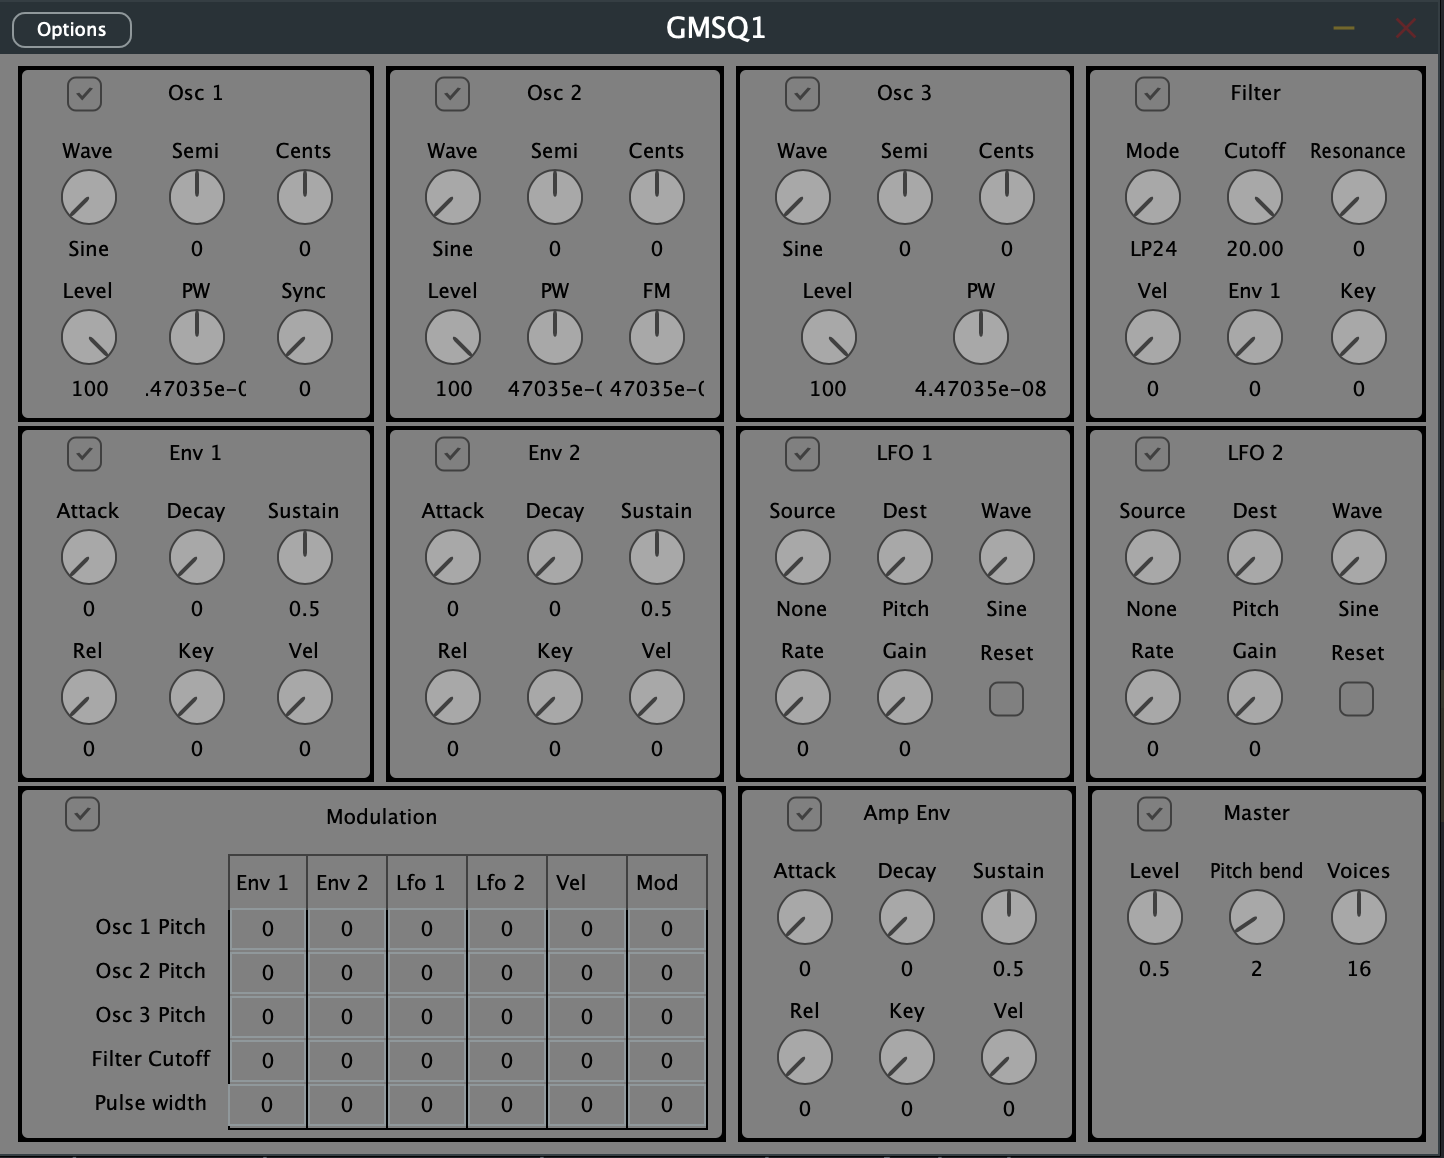 Options
GMSQ1
Osc 1
Wave Semi Cents
Sine 0 0
Level PW Sync
100 .47035e-0 0
Osc 2
Wave Semi Cents
Sine 0 0
Level PW FM
100 47035e-0 47035e-0
Osc 3
Wave Semi Cents
Sine 0 0
Level PW
100 4.47035e-08
Filter
Mode Cutoff Resonance
LP24 20.00 0
Vel Env 1 Key
0 0 0
Env 1
Attack Decay Sustain
0 0 0.5
Rel Key Vel
0 0 0
Env 2
Attack Decay Sustain
0 0 0.5
Rel Key Vel
0 0 0
LFO 1
Source Dest Wave
None Pitch Sine
Rate Gain Reset
0 0
LFO 2
Source Dest Wave
None Pitch Sine
Rate Gain Reset
0 0
Modulation
Env 1 Env 2 Lfo 1 Lfo 2 Vel Mod
Osc 1 Pitch 0 0 0 0 0 0
Osc 2 Pitch 0 0 0 0 0 0
Osc 3 Pitch 0 0 0 0 0 0
Filter Cutoff 0 0 0 0 0 0
Pulse width 0 0 0 0 0 0
Amp Env
Attack Decay Sustain
0 0 0.5
Rel Key Vel
0 0 0
Master
Level Pitch bend Voices
0.5 2 16